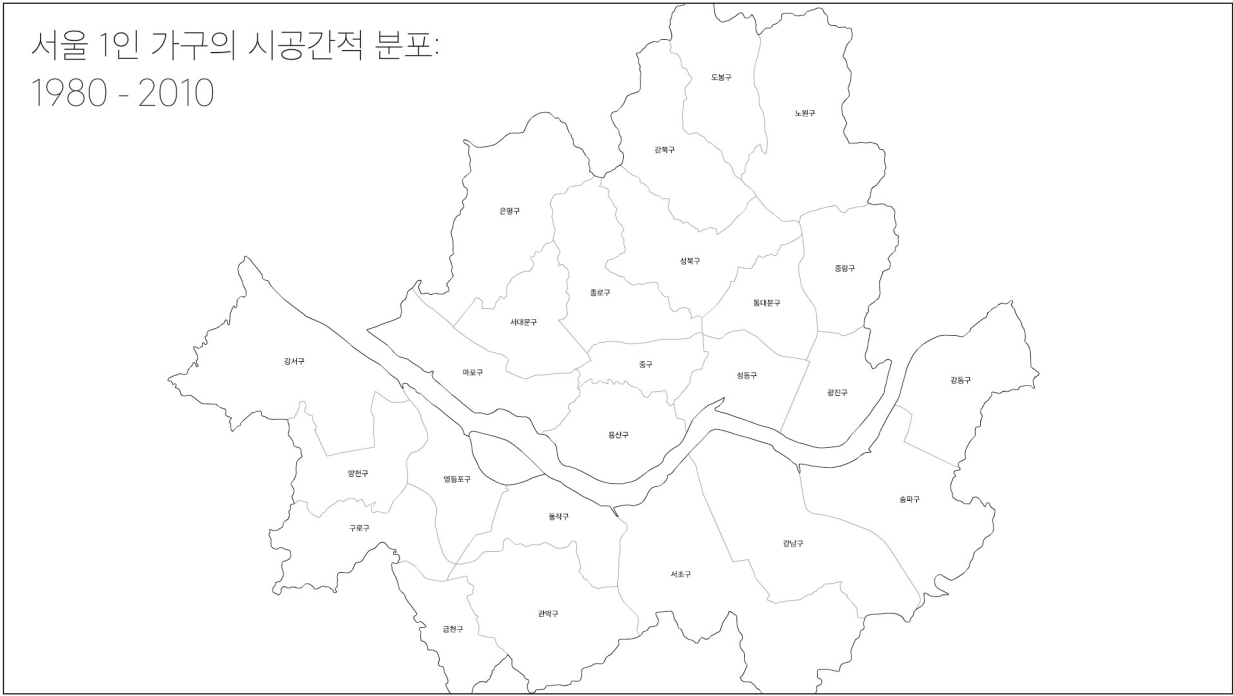 서울 1인 가구의 시공간적 분포:
1980 - 2010
도봉구
노원구
강북구
은평구
성북구
중랑구
종로구
동대문구
서대문구
강서구
중구
마포구
성동구
강동구
광진구
용산구
양천구
영등포구
송파구
동작구
구로구
강남구
서초구
관악구
금천구